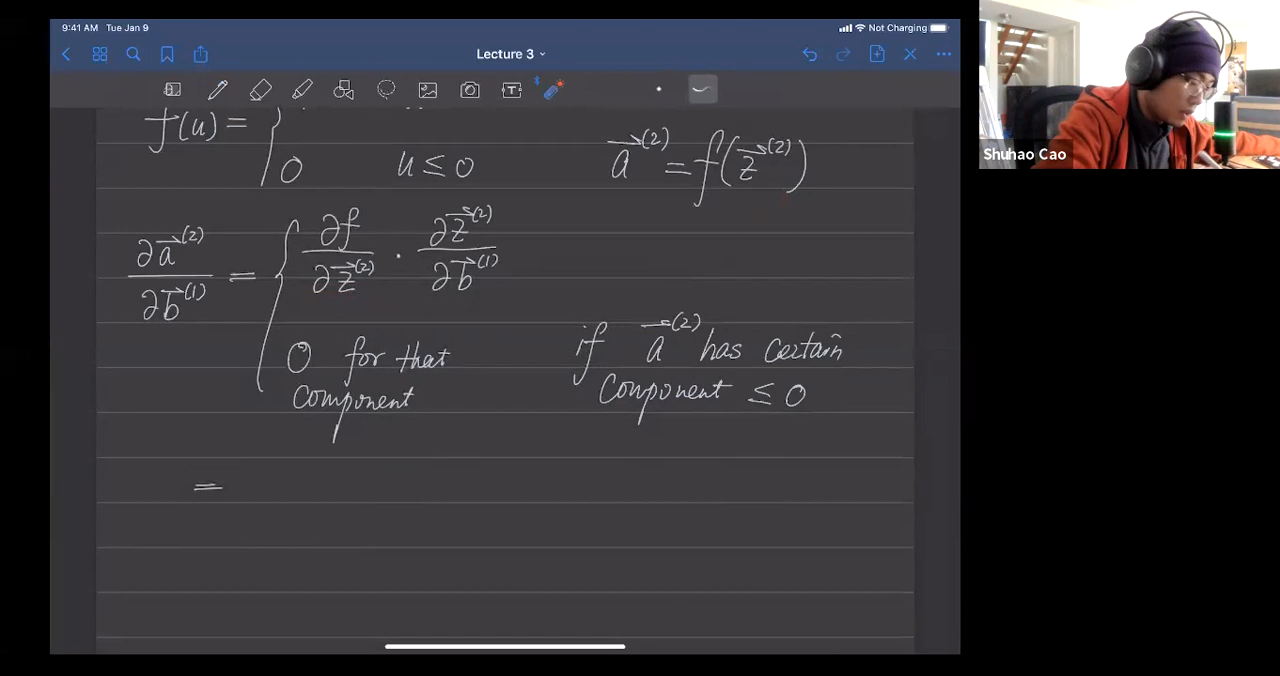 9:41 AM Tue Jan 9
Not Charging
Lecture 3
T
Shuhao Cao
f(u) = {
0 u ≤ 0
a⃗⁽²⁾ = f(z⃗⁽²⁾)
∂a⃗⁽²⁾/∂b⃗⁽¹⁾ = { ∂f/∂z⃗⁽²⁾ · ∂z⃗⁽²⁾/∂b⃗⁽¹⁾
0 for that
component
if a⃗⁽²⁾ has certain
component ≤ 0
=